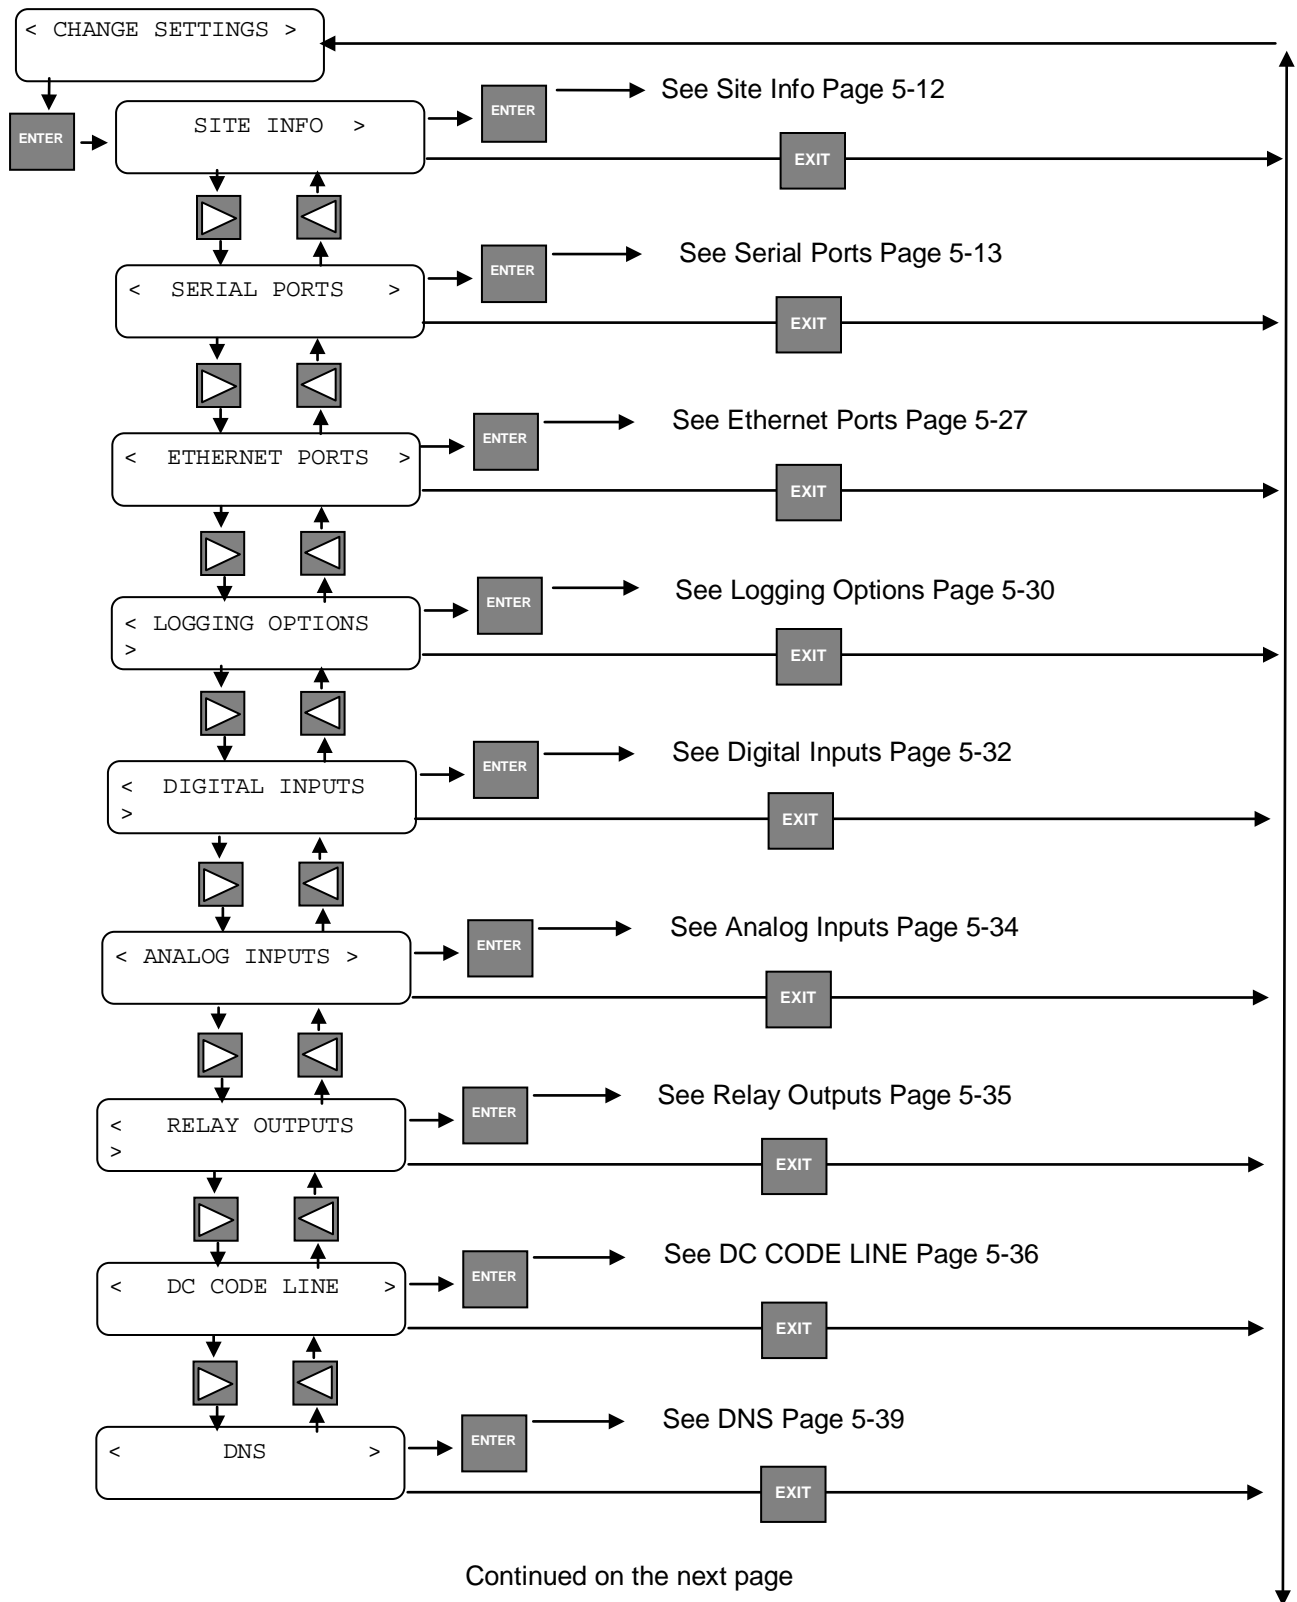 < CHANGE SETTINGS >
ENTER
SITE INFO >
ENTER
See Site Info Page 5-12
EXIT
< SERIAL PORTS >
ENTER
See Serial Ports Page 5-13
EXIT
< ETHERNET PORTS >
ENTER
See Ethernet Ports Page 5-27
EXIT
< LOGGING OPTIONS
>
ENTER
See Logging Options Page 5-30
EXIT
< DIGITAL INPUTS
>
ENTER
See Digital Inputs Page 5-32
EXIT
< ANALOG INPUTS >
ENTER
See Analog Inputs Page 5-34
EXIT
< RELAY OUTPUTS
>
ENTER
See Relay Outputs Page 5-35
EXIT
< DC CODE LINE >
ENTER
See DC CODE LINE Page 5-36
EXIT
< DNS >
ENTER
See DNS Page 5-39
EXIT
Continued on the next page